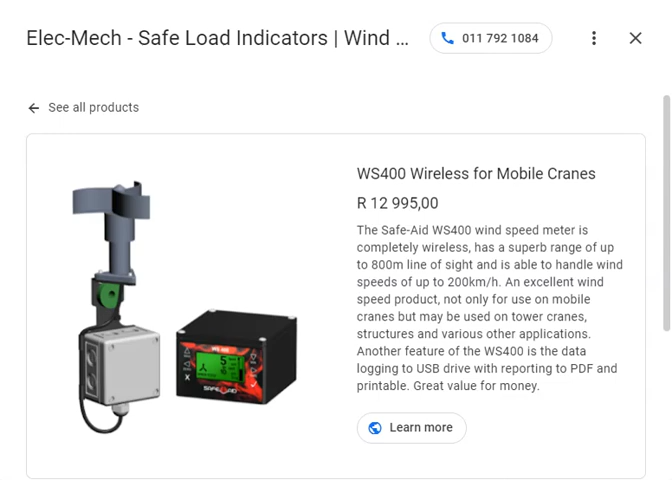 Elec-Mech - Safe Load Indicators | Wind ...
011 792 1084
See all products
WS400 Wireless for Mobile Cranes
R 12 995,00
The Safe-Aid WS400 wind speed meter is
completely wireless, has a superb range of up
to 800m line of sight and is able to handle wind
speeds of up to 200km/h. An excellent wind
speed product, not only for use on mobile
cranes but may be used on tower cranes,
structures and various other applications.
Another feature of the WS400 is the data
logging to USB drive with reporting to PDF and
printable. Great value for money.
Learn more